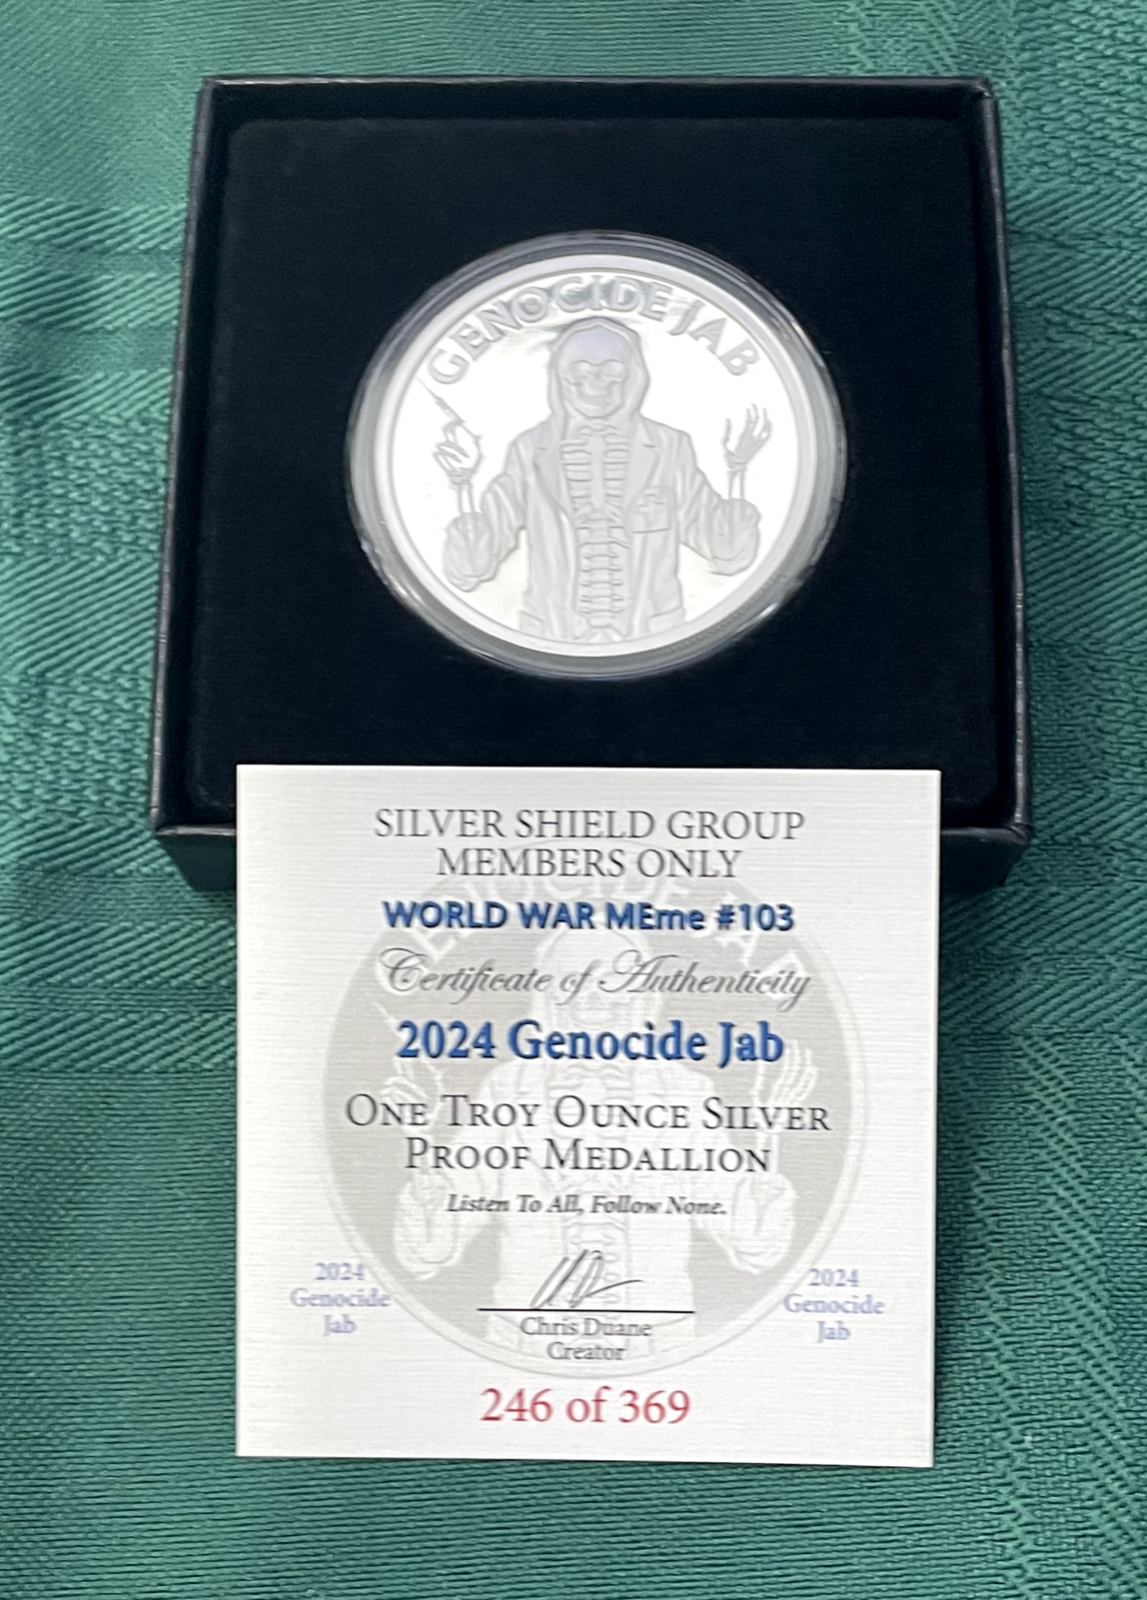 GENOCIDE JAB
SILVER SHIELD GROUP
MEMBERS ONLY
WORLD WAR MEme #103
Certificate of Authenticity
2024 Genocide Jab
ONE TROY OUNCE SILVER
PROOF MEDALLION
Listen To All, Follow None.
2024
Genocide
Jab
2024
Genocide
Jab
Chris Duane
Creator
246 of 369